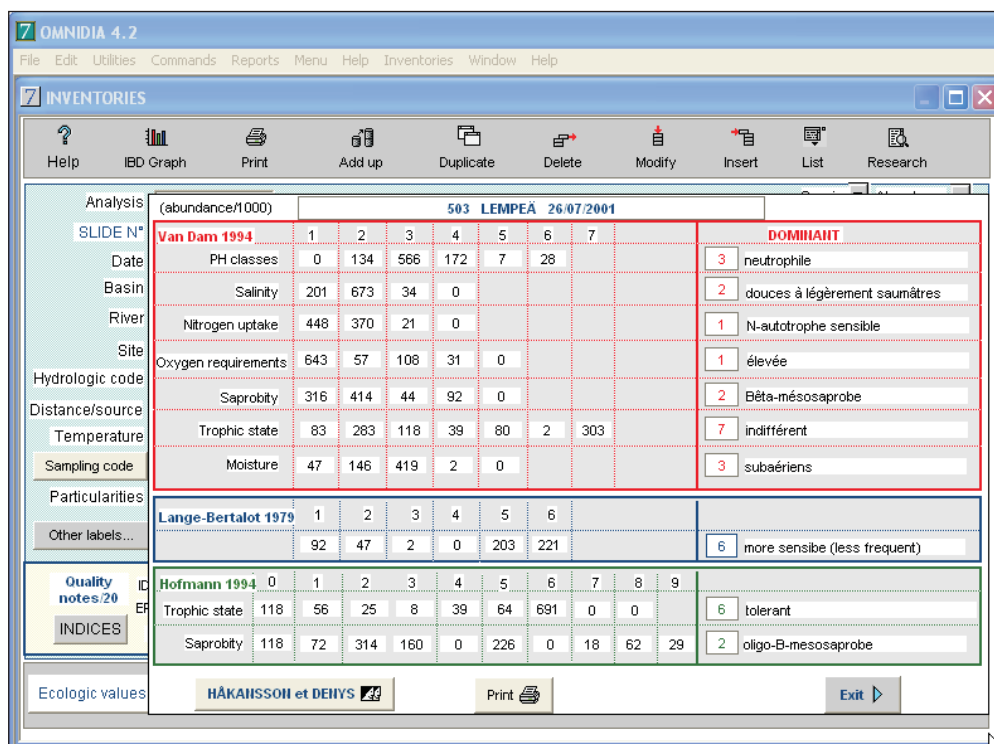 7 OMNIDIA 4.2
File Edit Utilities Commands Reports Menu Help Inventories Window Help
7 INVENTORIES
Help IBD Graph Print Add up Duplicate Delete Modify Insert List Research
Analysis (abundance/1000) 503 LEMPEÄ 26/07/2001
SLIDE N° Van Dam 1994 1 2 3 4 5 6 7 DOMINANT
Date PH classes 0 134 566 172 7 28 3 neutrophile
Basin Salinity 201 673 34 0 2 douces à légèrement saumâtres
River Nitrogen uptake 448 370 21 0 1 N-autotrophe sensible
Site Oxygen requirements 643 57 108 31 0 1 élevée
Hydrologic code
Distance/source Saprobity 316 414 44 92 0 2 Bêta-mésosaprobe
Temperature Trophic state 83 283 118 39 80 2 303 7 indifférent
Sampling code Moisture 47 146 419 2 0 3 subaériens
Particularities
Lange-Bertalot 1979 1 2 3 4 5 6
Other labels... 92 47 2 0 203 221 6 more sensibe (less frequent)
Quality notes/20 Hofmann 1994 0 1 2 3 4 5 6 7 8 9
Trophic state 118 56 25 8 39 64 691 0 0 6 tolerant
INDICES Saprobity 118 72 314 160 0 226 0 18 62 29 2 oligo-B-mesosaprobe
Ecologic values HÅKANSSON et DENYS Print Exit